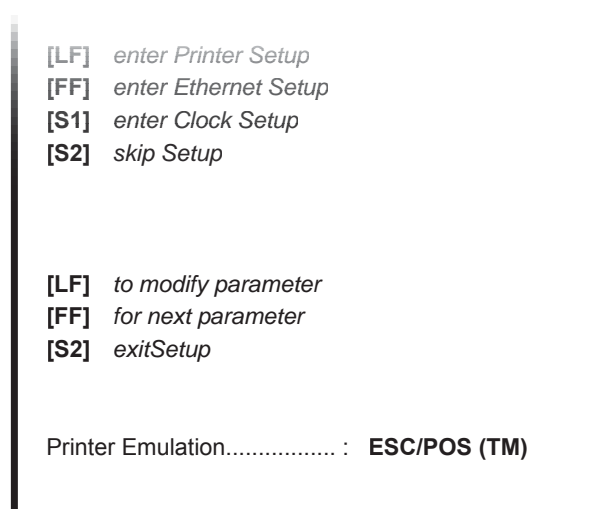 [LF] enter Printer Setup
[FF] enter Ethernet Setup
[S1] enter Clock Setup
[S2] skip Setup
[LF] to modify parameter
[FF] for next parameter
[S2] exitSetup
Printer Emulation................. : ESC/POS (TM)